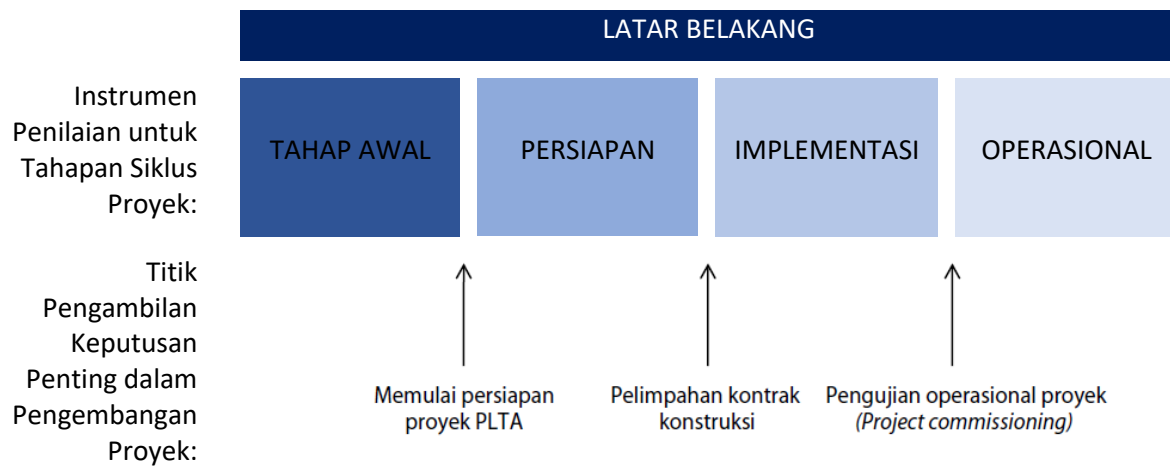 LATAR BELAKANG
Instrumen
Penilaian untuk
Tahapan Siklus
Proyek:
TAHAP AWAL
PERSIAPAN
IMPLEMENTASI
OPERASIONAL
Titik
Pengambilan
Keputusan
Penting dalam
Pengembangan
Proyek:
Memulai persiapan
proyek PLTA
Pelimpahan kontrak
konstruksi
Pengujian operasional proyek
(Project commissioning)